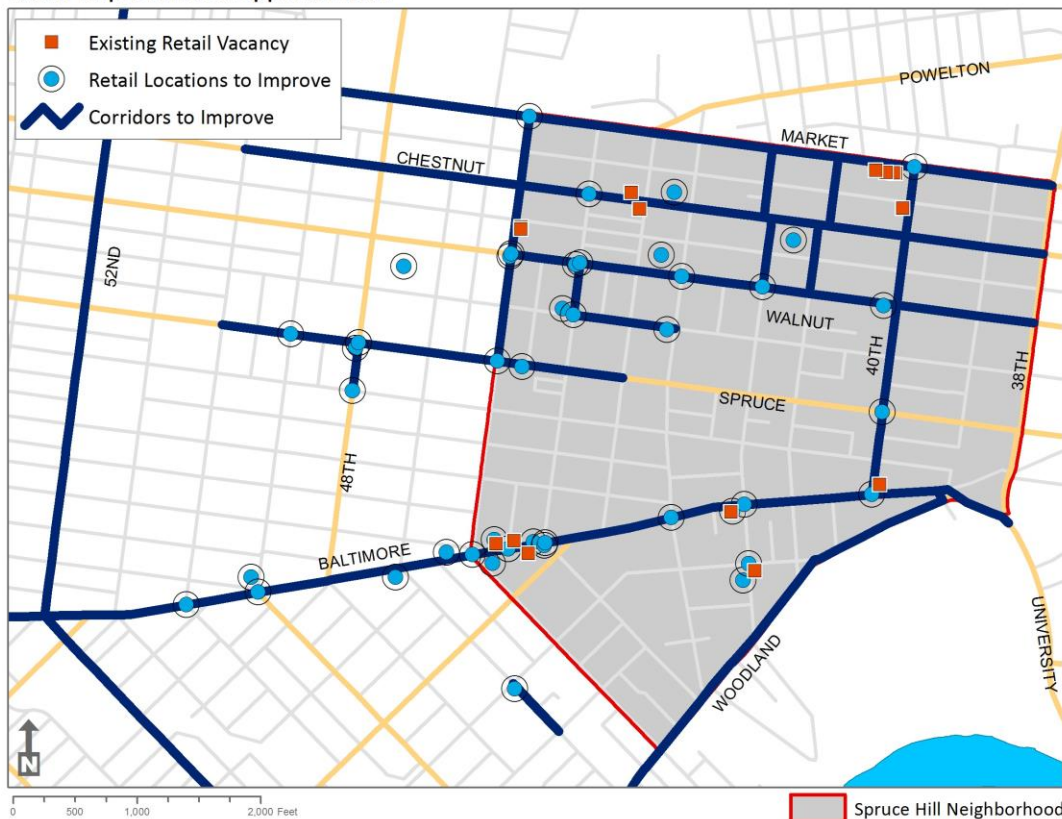 Existing Retail Vacancy
Retail Locations to Improve
Corridors to Improve
POWELTON
MARKET
CHESTNUT
52ND
WALNUT
40TH
38TH
SPRUCE
48TH
BALTIMORE
WOODLAND
UNIVERSITY
N
0 500 1,000 2,000 Feet
Spruce Hill Neighborhood